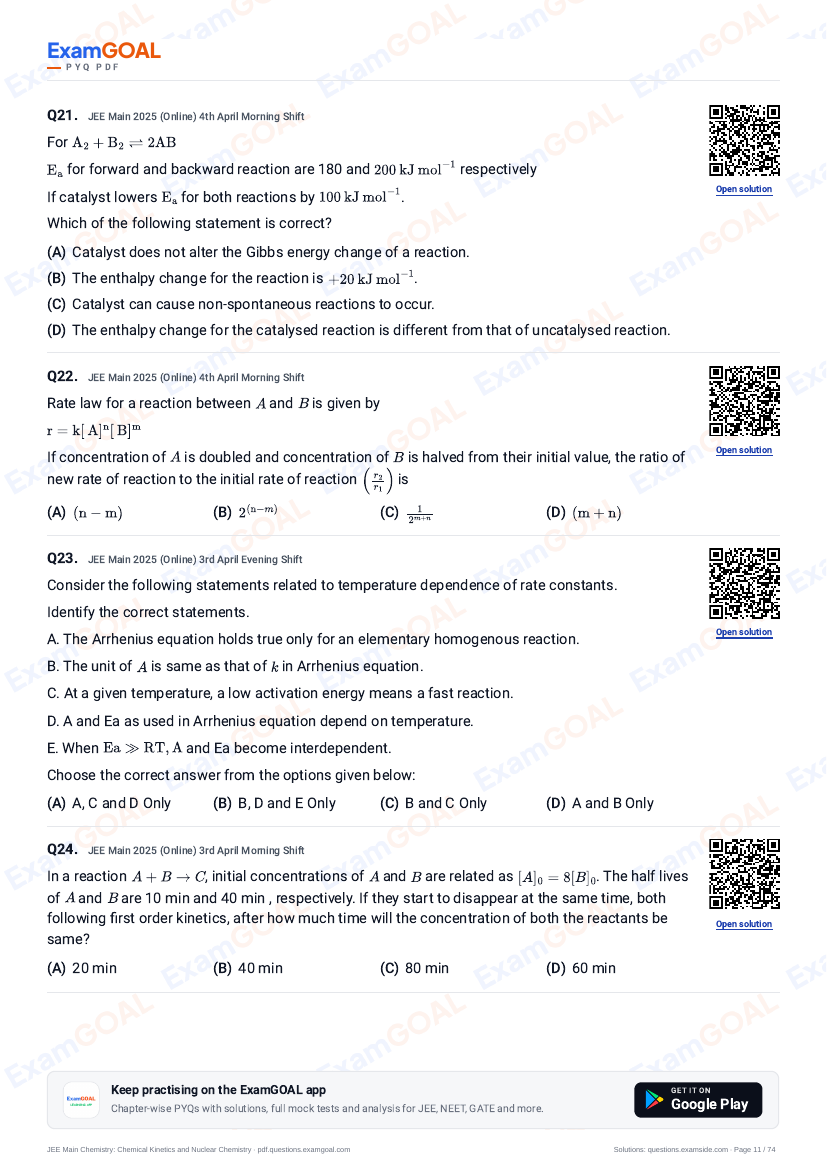 ExamGOAL
PYQ PDF
Q21. JEE Main 2025 (Online) 4th April Morning Shift
For A₂ + B₂ ⇌ 2AB
Eₐ for forward and backward reaction are 180 and 200 kJ mol⁻¹ respectively
If catalyst lowers Eₐ for both reactions by 100 kJ mol⁻¹.
Open solution
Which of the following statement is correct?
(A) Catalyst does not alter the Gibbs energy change of a reaction.
(B) The enthalpy change for the reaction is +20 kJ mol⁻¹.
(C) Catalyst can cause non-spontaneous reactions to occur.
(D) The enthalpy change for the catalysed reaction is different from that of uncatalysed reaction.
Q22. JEE Main 2025 (Online) 4th April Morning Shift
Rate law for a reaction between A and B is given by
r = k[ A]ⁿ[ B]ᵐ
Open solution
If concentration of A is doubled and concentration of B is halved from their initial value, the ratio of
new rate of reaction to the initial rate of reaction (r₂/r₁) is
(A) (n − m) (B) 2⁽ⁿ⁻ᵐ⁾ (C) 1/2ᵐ⁺ⁿ (D) (m + n)
Q23. JEE Main 2025 (Online) 3rd April Evening Shift
Consider the following statements related to temperature dependence of rate constants.
Identify the correct statements.
Open solution
A. The Arrhenius equation holds true only for an elementary homogenous reaction.
B. The unit of A is same as that of k in Arrhenius equation.
C. At a given temperature, a low activation energy means a fast reaction.
D. A and Ea as used in Arrhenius equation depend on temperature.
E. When Ea ≫ RT, A and Ea become interdependent.
Choose the correct answer from the options given below:
(A) A, C and D Only (B) B, D and E Only (C) B and C Only (D) A and B Only
Q24. JEE Main 2025 (Online) 3rd April Morning Shift
In a reaction A + B → C, initial concentrations of A and B are related as [A]₀ = 8[B]₀. The half lives
of A and B are 10 min and 40 min , respectively. If they start to disappear at the same time, both
following first order kinetics, after how much time will the concentration of both the reactants be
same?
Open solution
(A) 20 min (B) 40 min (C) 80 min (D) 60 min
Keep practising on the ExamGOAL app
Chapter-wise PYQs with solutions, full mock tests and analysis for JEE, NEET, GATE and more.
GET IT ON
Google Play
JEE Main Chemistry: Chemical Kinetics and Nuclear Chemistry · pdf.questions.examgoal.com
Solutions: questions.examside.com · Page 11 / 74